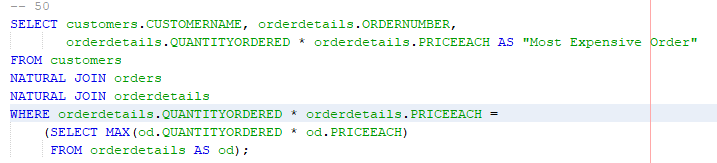 -- 50
SELECT customers.CUSTOMERNAME, orderdetails.ORDERNUMBER,
orderdetails.QUANTITYORDERED * orderdetails.PRICEEACH AS "Most Expensive Order"
FROM customers
NATURAL JOIN orders
NATURAL JOIN orderdetails
WHERE orderdetails.QUANTITYORDERED * orderdetails.PRICEEACH =
(SELECT MAX(od.QUANTITYORDERED * od.PRICEEACH)
FROM orderdetails AS od);